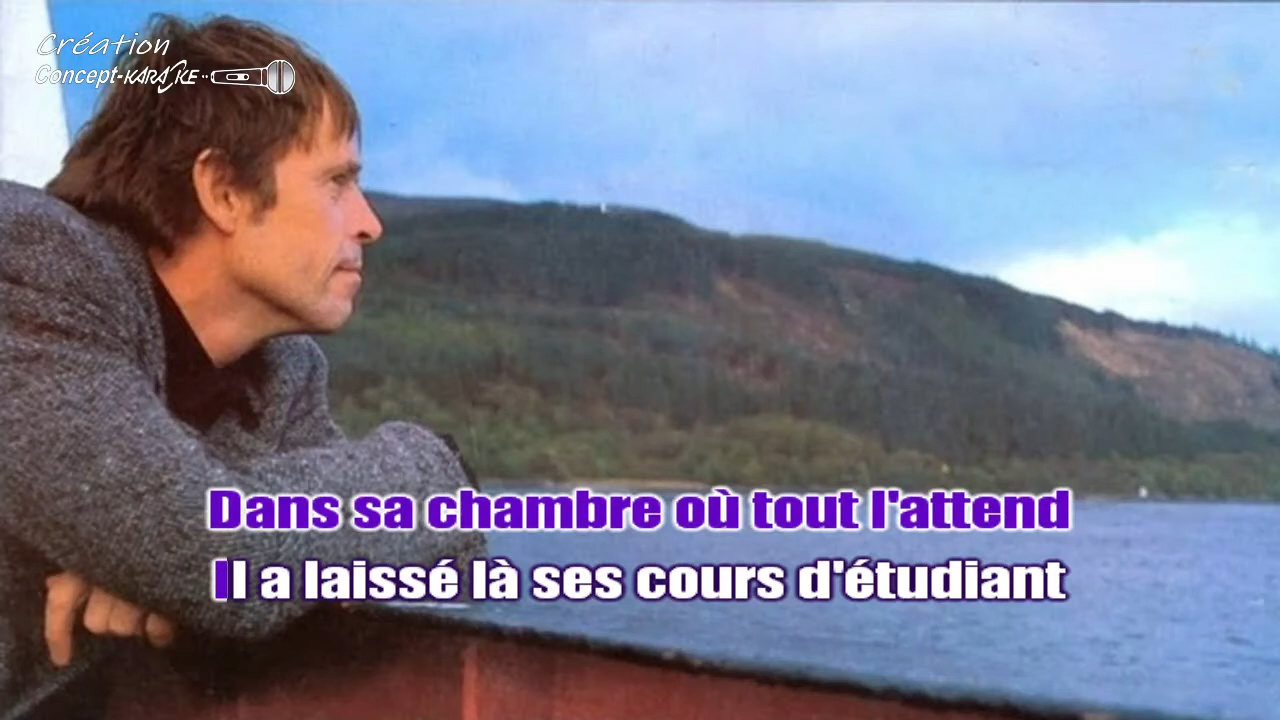 Création
Concept-KARAOKE
Dans sa chambre où tout l'attend
Il a laissé là ses cours d'étudiant